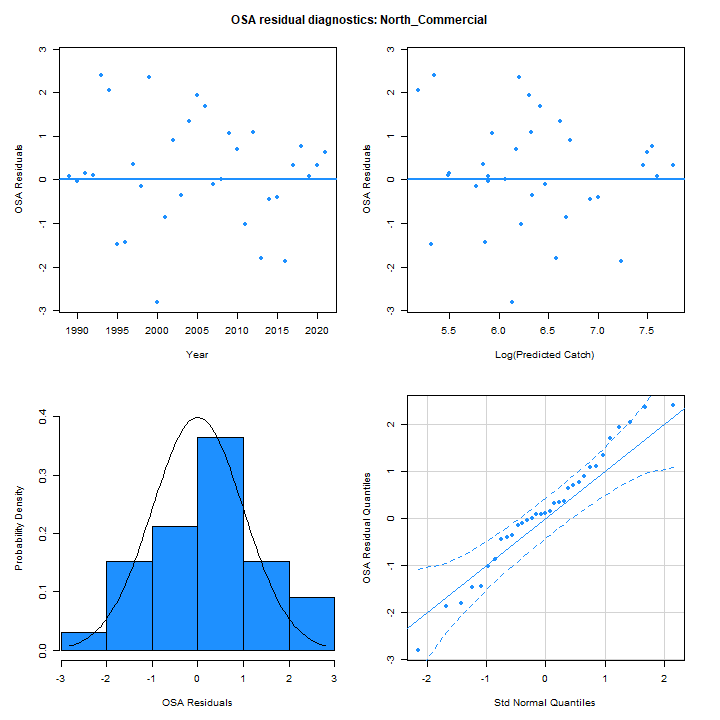 OSA residual diagnostics: North_Commercial
OSA Residuals
3
2
1
0
-1
-2
-3
1990 1995 2000 2005 2010 2015 2020
Year
OSA Residuals
3
2
1
0
-1
-2
-3
5.5 6.0 6.5 7.0 7.5
Log(Predicted Catch)
Probability Density
0.4
0.3
0.2
0.1
0.0
-3 -2 -1 0 1 2 3
OSA Residuals
OSA Residual Quantiles
2
1
0
-1
-2
-3
-2 -1 0 1 2
Std Normal Quantiles